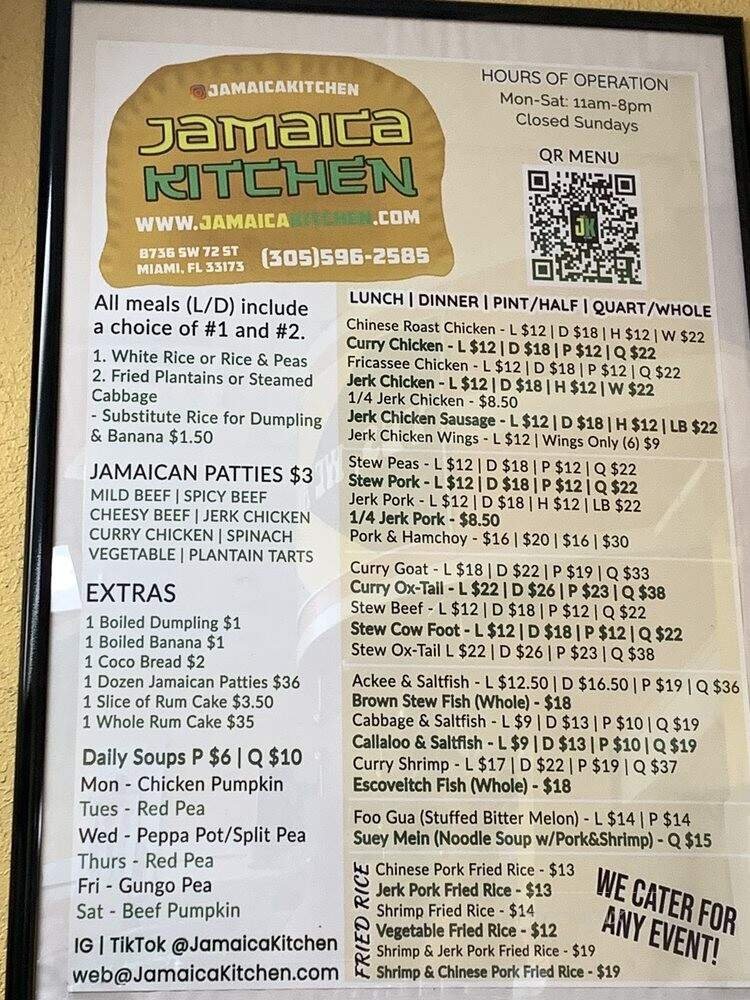 JAMAICAKITCHEN
JAMAICA
KITCHEN
WWW.JAMAICAKITCHEN.COM
8736 SW 72 ST
MIAMI, FL 33173
(305)596-2585
HOURS OF OPERATION
Mon-Sat: 11am-8pm
Closed Sundays
QR MENU
JK
All meals (L/D) include
a choice of #1 and #2.
1. White Rice or Rice & Peas
2. Fried Plantains or Steamed
Cabbage
- Substitute Rice for Dumpling
& Banana $1.50
JAMAICAN PATTIES $3
MILD BEEF | SPICY BEEF
CHEESY BEEF | JERK CHICKEN
CURRY CHICKEN | SPINACH
VEGETABLE | PLANTAIN TARTS
EXTRAS
1 Boiled Dumpling $1
1 Boiled Banana $1
1 Coco Bread $2
1 Dozen Jamaican Patties $36
1 Slice of Rum Cake $3.50
1 Whole Rum Cake $35
Daily Soups P $6 | Q $10
Mon - Chicken Pumpkin
Tues - Red Pea
Wed - Peppa Pot/Split Pea
Thurs - Red Pea
Fri - Gungo Pea
Sat - Beef Pumpkin
IG | TikTok @JamaicaKitchen
web@JamaicaKitchen.com
LUNCH | DINNER | PINT/HALF | QUART/WHOLE
Chinese Roast Chicken - L $12 | D $18 | H $12 | W $22
Curry Chicken - L $12 | D $18 | P $12 | Q $22
Fricassee Chicken - L $12 | D $18 | P $12 | Q $22
Jerk Chicken - L $12 | D $18 | H $12 | W $22
1/4 Jerk Chicken - $8.50
Jerk Chicken Sausage - L $12 | D $18 | H $12 | LB $22
Jerk Chicken Wings - L $12 | Wings Only (6) $9
Stew Peas - L $12 | D $18 | P $12 | Q $22
Stew Pork - L $12 | D $18 | P $12 | Q $22
Jerk Pork - L $12 | D $18 | H $12 | LB $22
1/4 Jerk Pork - $8.50
Pork & Hamchoy - $16 | $20 | $16 | $30
Curry Goat - L $18 | D $22 | P $19 | Q $33
Curry Ox-Tail - L $22 | D $26 | P $23 | Q $38
Stew Beef - L $12 | D $18 | P $12 | Q $22
Stew Cow Foot - L $12 | D $18 | P $12 | Q $22
Stew Ox-Tail L $22 | D $26 | P $23 | Q $38
Ackee & Saltfish - L $12.50 | D $16.50 | P $19 | Q $36
Brown Stew Fish (Whole) - $18
Cabbage & Saltfish - L $9 | D $13 | P $10 | Q $19
Callaloo & Saltfish - L $9 | D $13 | P $10 | Q $19
Curry Shrimp - L $17 | D $22 | P $19 | Q $37
Escoveitch Fish (Whole) - $18
Foo Gua (Stuffed Bitter Melon) - L $14 | P $14
Suey Mein (Noodle Soup w/Pork&Shrimp) - Q $15
FRIED RICE
Chinese Pork Fried Rice - $13
Jerk Pork Fried Rice - $13
Shrimp Fried Rice - $14
Vegetable Fried Rice - $12
Shrimp & Jerk Pork Fried Rice - $19
Shrimp & Chinese Pork Fried Rice - $19
WE CATER FOR
ANY EVENT!